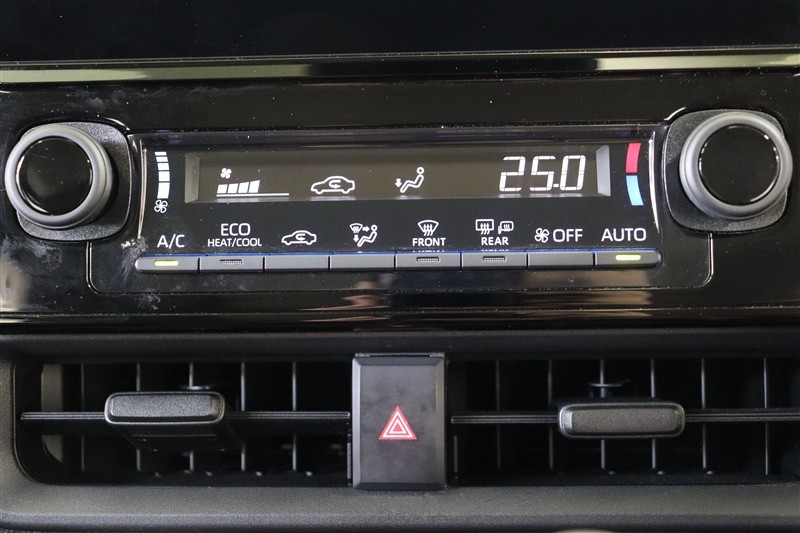 25.0
A/C
ECO
HEAT/COOL
FRONT
REAR
OFF
AUTO